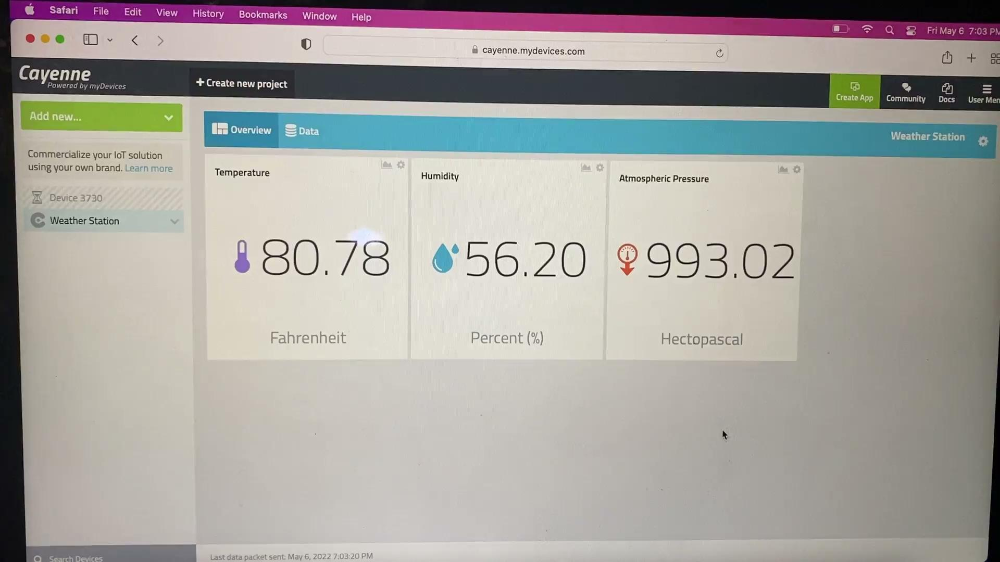 Safari File Edit View History Bookmarks Window Help
Fri May 6 7:03 PM
cayenne.mydevices.com
Cayenne
Powered by myDevices
+ Create new project
Create App
Community
Docs
User Men
Add new...
Overview
Data
Weather Station
Commercialize your IoT solution
using your own brand. Learn more
Device 3730
Weather Station
Temperature
80.78
Fahrenheit
Humidity
56.20
Percent (%)
Atmospheric Pressure
993.02
Hectopascal
Search Devices
Last data packet sent: May 6, 2022 7:03:20 PM